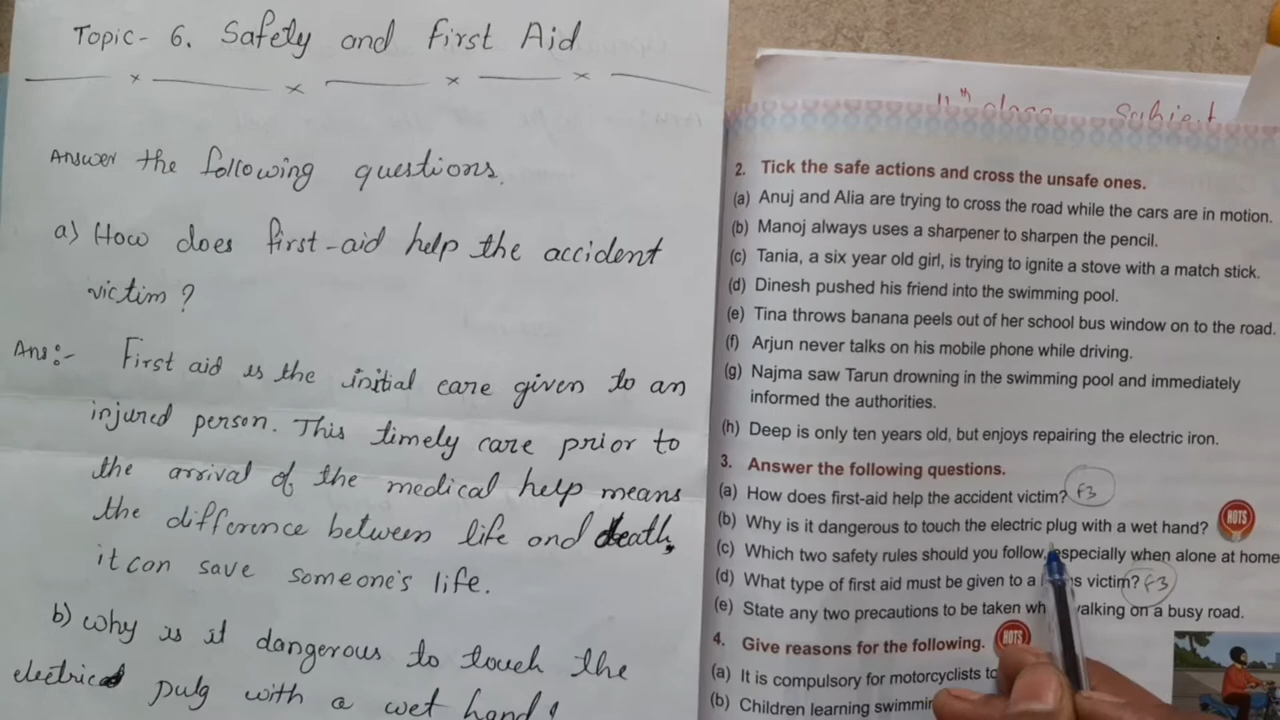 Topic- 6. Safety and First Aid
Answer the following questions.
a) How does first-aid help the accident
victim?
Ans:- First aid is the initial care given to an
injured person. This timely care prior to
the arrival of the medical help means
the difference between life and death,
it can save someone's life.
b) Why is it dangerous to touch the
electric pulg with a wet hand?
11th class Subject
2. Tick the safe actions and cross the unsafe ones.
(a) Anuj and Alia are trying to cross the road while the cars are in motion.
(b) Manoj always uses a sharpener to sharpen the pencil.
(c) Tania, a six year old girl, is trying to ignite a stove with a match stick.
(d) Dinesh pushed his friend into the swimming pool.
(e) Tina throws banana peels out of her school bus window on to the road.
(f) Arjun never talks on his mobile phone while driving.
(g) Najma saw Tarun drowning in the swimming pool and immediately
informed the authorities.
(h) Deep is only ten years old, but enjoys repairing the electric iron.
3. Answer the following questions.
(a) How does first-aid help the accident victim? F3
(b) Why is it dangerous to touch the electric plug with a wet hand? HOTS
(c) Which two safety rules should you follow, especially when alone at home
(d) What type of first aid must be given to a victim? F3
(e) State any two precautions to be taken walking on a busy road.
4. Give reasons for the following. HOTS
(a) It is compulsory for motorcyclists to
(b) Children learning